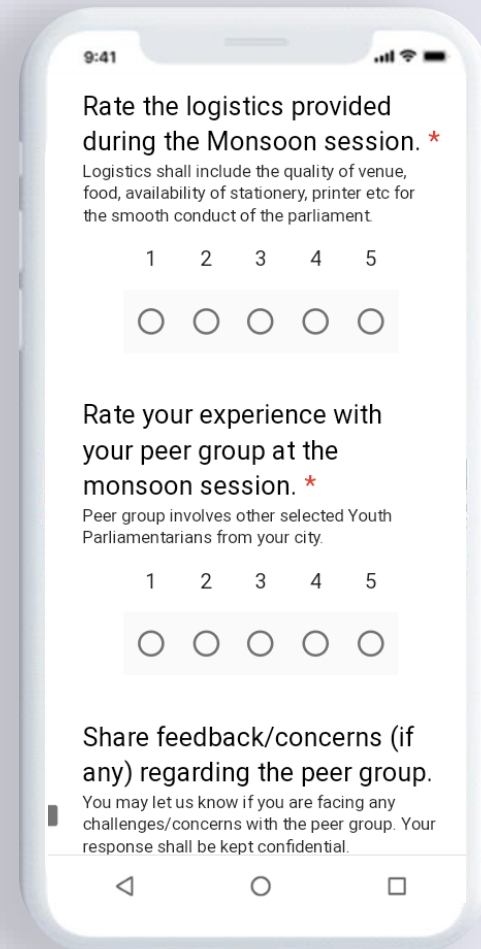 9:41
Rate the logistics provided
during the Monsoon session. *
Logistics shall include the quality of venue,
food, availability of stationery, printer etc for
the smooth conduct of the parliament.
1 2 3 4 5
Rate your experience with
your peer group at the
monsoon session. *
Peer group involves other selected Youth
Parliamentarians from your city.
1 2 3 4 5
Share feedback/concerns (if
any) regarding the peer group.
You may let us know if you are facing any
challenges/concerns with the peer group. Your
response shall be kept confidential.